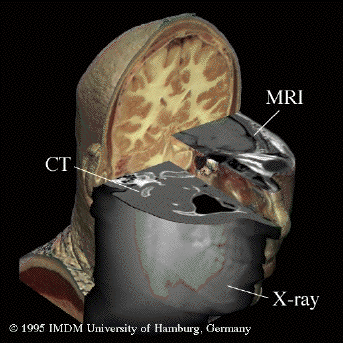 MRI
CT
X-ray
© 1995 IMDM University of Hamburg, Germany